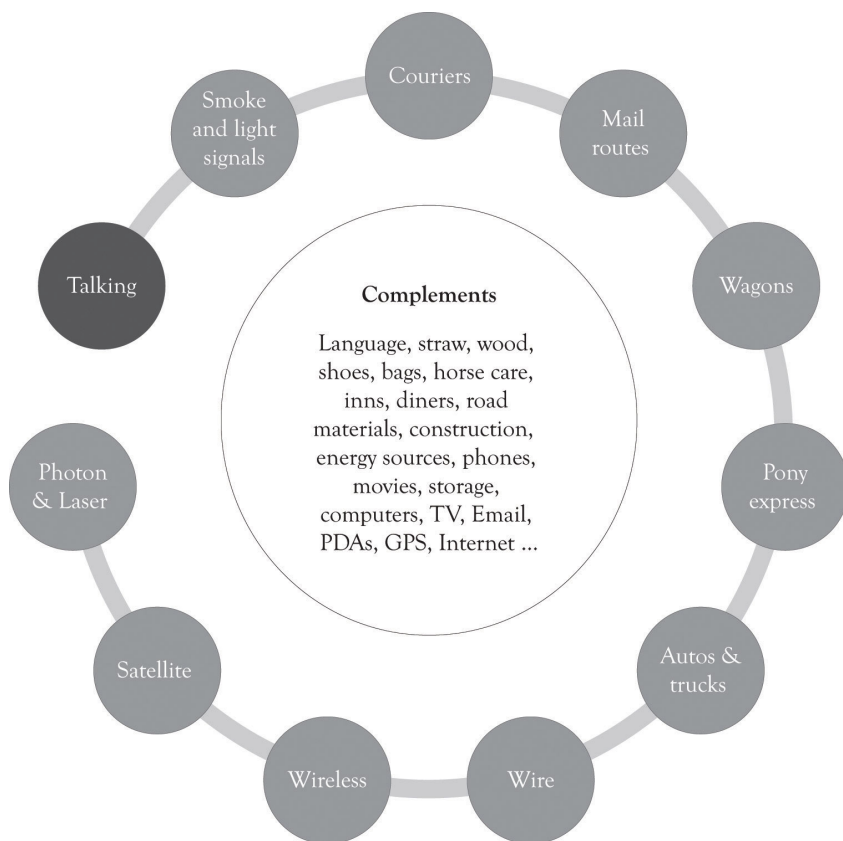 Talking
Smoke
and light
signals
Couriers
Mail
routes
Wagons
Pony
express
Autos &
trucks
Wire
Wireless
Satellite
Photon
& Laser
Complements
Language, straw, wood,
shoes, bags, horse care,
inns, diners, road
materials, construction,
energy sources, phones,
movies, storage,
computers, TV, Email,
PDAs, GPS, Internet ...